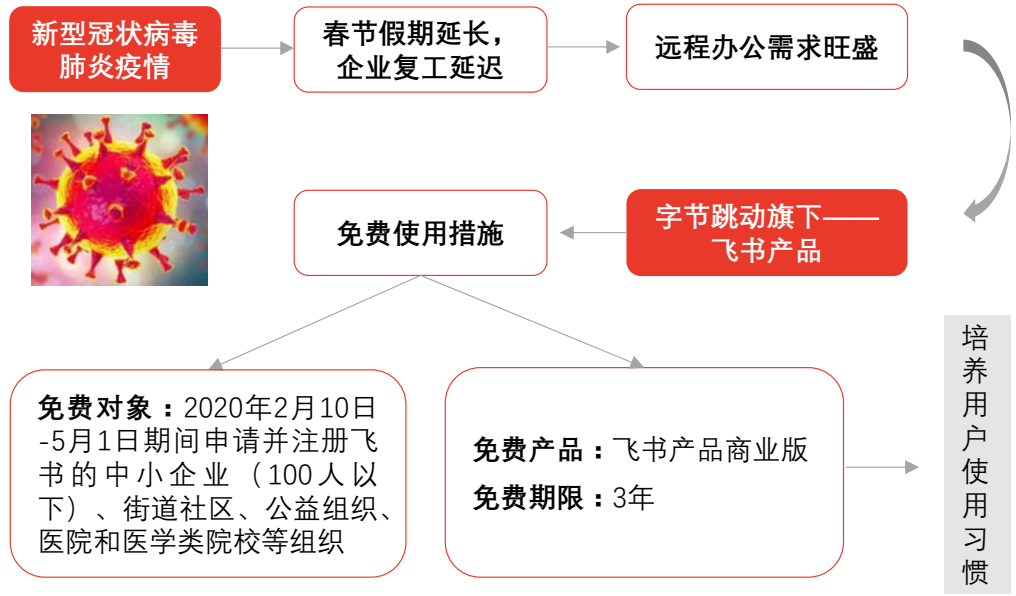 新型冠状病毒
肺炎疫情
春节假期延长，
企业复工延迟
远程办公需求旺盛
字节跳动旗下——
飞书产品
免费使用措施
免费对象：2020年2月10日
-5月1日期间申请并注册飞
书的中小企业（100人以
下）、街道社区、公益组织、
医院和医学类院校等组织
免费产品：飞书产品商业版
免费期限：3年
培养用户使用习惯